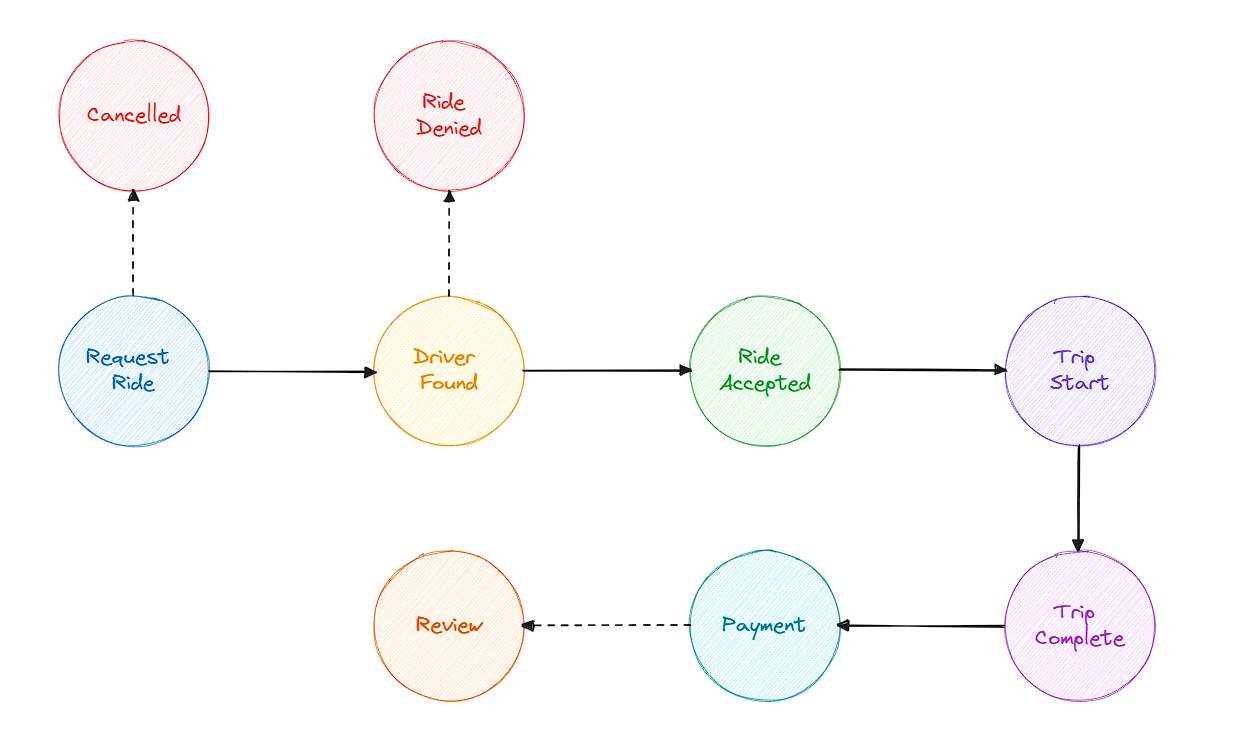 Cancelled
Ride
Denied
Request
Ride
Driver
Found
Ride
Accepted
Trip
Start
Review
Payment
Trip
Complete